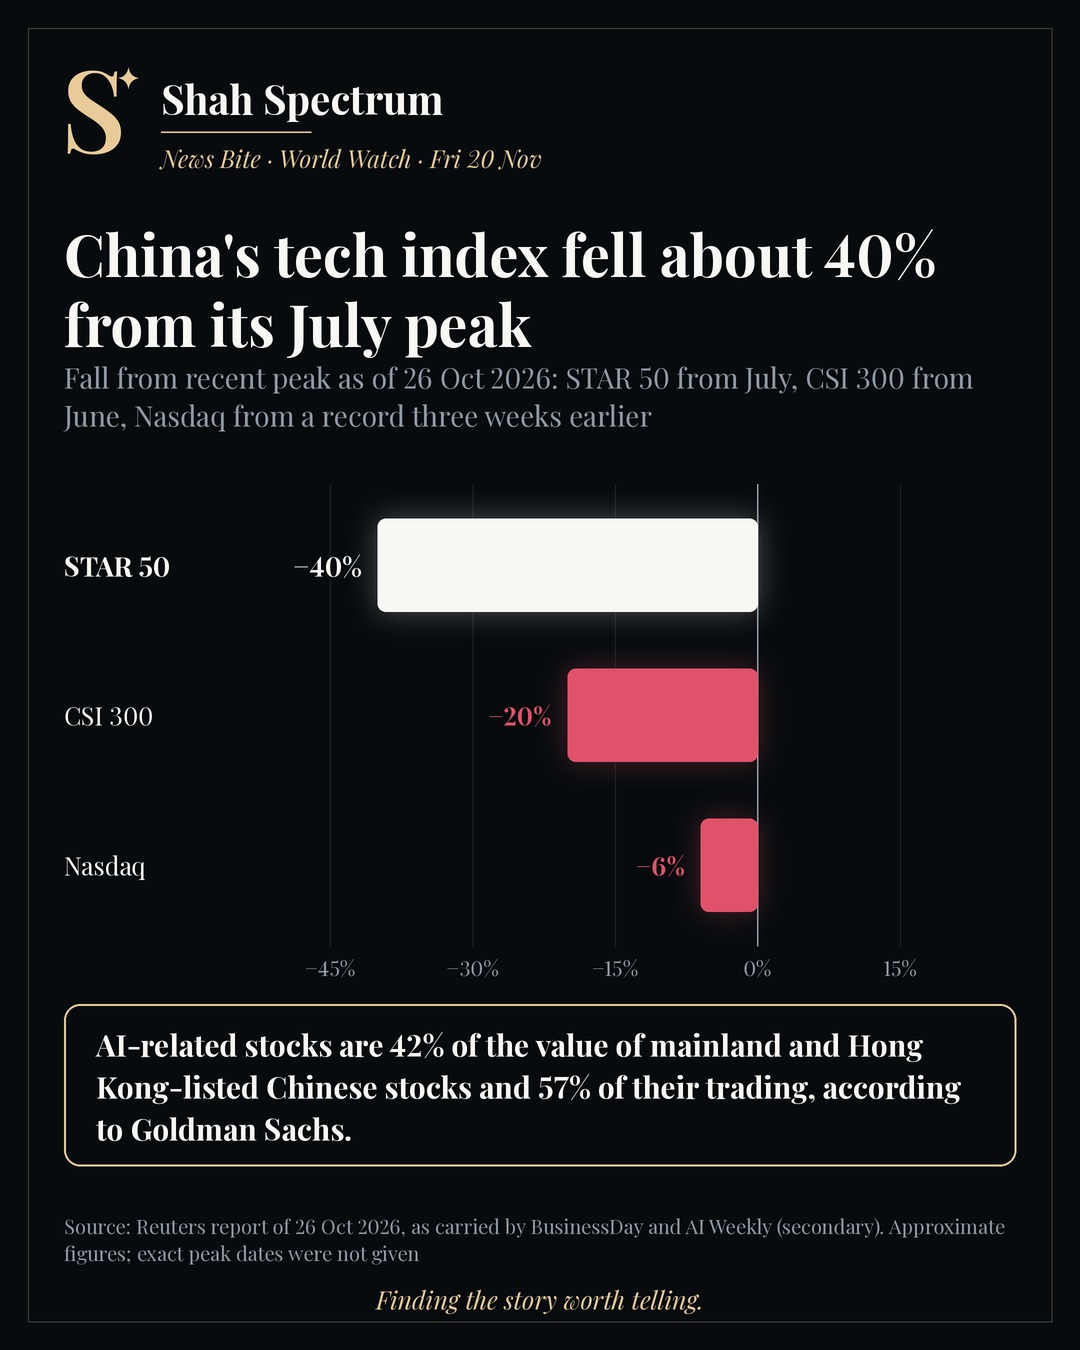 S
Shah Spectrum
News Bite · World Watch · Fri 20 Nov
China's tech index fell about 40%
from its July peak
Fall from recent peak as of 26 Oct 2026: STAR 50 from July, CSI 300 from
June, Nasdaq from a record three weeks earlier
STAR 50
−40%
CSI 300
−20%
Nasdaq
−6%
−45%
−30%
−15%
0%
15%
AI-related stocks are 42% of the value of mainland and Hong
Kong-listed Chinese stocks and 57% of their trading, according
to Goldman Sachs.
Source: Reuters report of 26 Oct 2026, as carried by BusinessDay and AI Weekly (secondary). Approximate
figures; exact peak dates were not given
Finding the story worth telling.